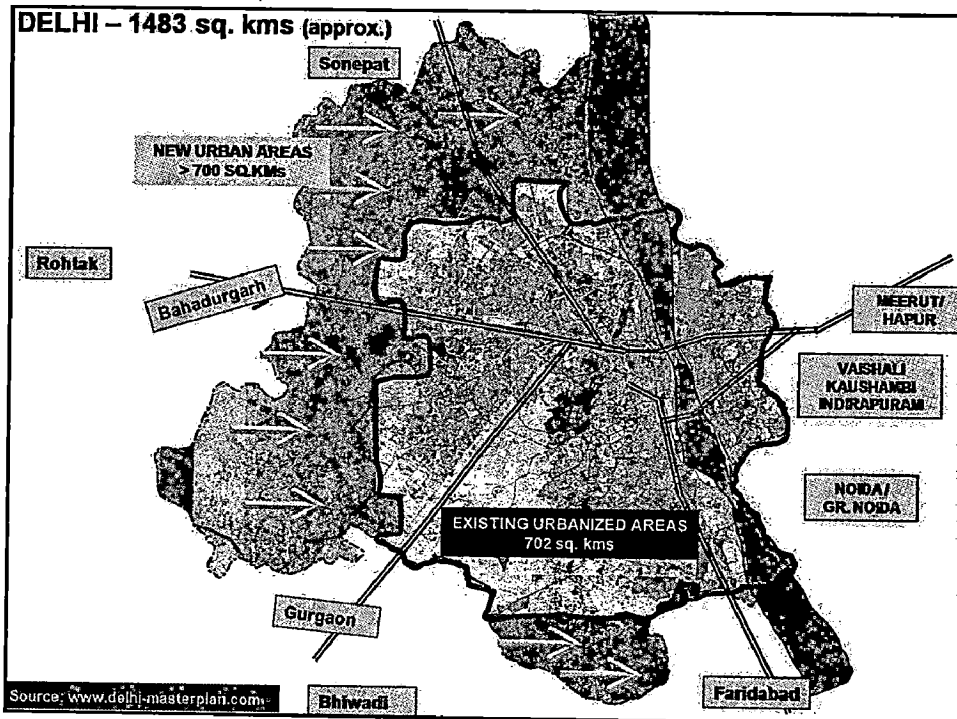 DELHI – 1483 sq. kms (approx.)
Sonepat
NEW URBAN AREAS
> 700 SQ.KMs
Rohtak
Bahadurgarh
MEERUT/
HAPUR
VAISHALI
KAUSHAMBI
INDIRAPURAM
NOIDA/
GR. NOIDA
EXISTING URBANIZED AREAS
702 sq. kms
Gurgaon
Faridabad
Bhiwadi
Source: www.delhi-masterplan.com